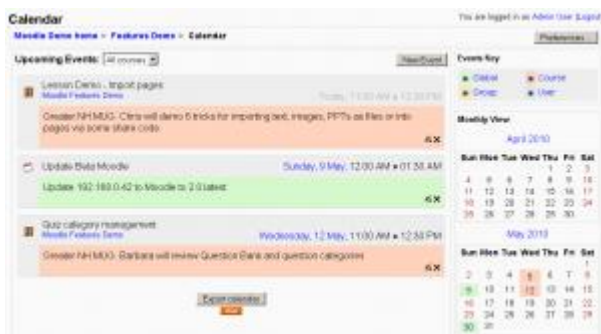 Calendar
You are logged in as Admin User (Logout)
Moodle Demo home ► Features Demo ► Calendar
Preferences...
Upcoming Events: All courses
New Event
Lesson Demo - Import pages
Moodle Features Demo
Today, 11:00 AM ► 12:30 PM
Greater NH MUG. Chris will demo 6 tricks for importing text, images, PPTs as files or into
pages via some share code.
Update Beta Moodle
Sunday, 9 May, 12:00 AM ► 01:30 AM
Update 192.168.0.42 to Moodle to 2.0 latest
Quiz category management
Moodle Features Demo
Wednesday, 12 May, 11:00 AM ► 12:30 PM
Greater NH MUG. Barbara will review Question Bank and question categories
Export calendar
Events Key
Global Course
Group User
Monthly View
April 2010
Sun Mon Tue Wed Thu Fri Sat
1 2 3
4 5 6 7 8 9 10
11 12 13 14 15 16 17
18 19 20 21 22 23 24
25 26 27 28 29 30
May 2010
Sun Mon Tue Wed Thu Fri Sat
1
2 3 4 5 6 7 8
9 10 11 12 13 14 15
16 17 18 19 20 21 22
23 24 25 26 27 28 29
30 31